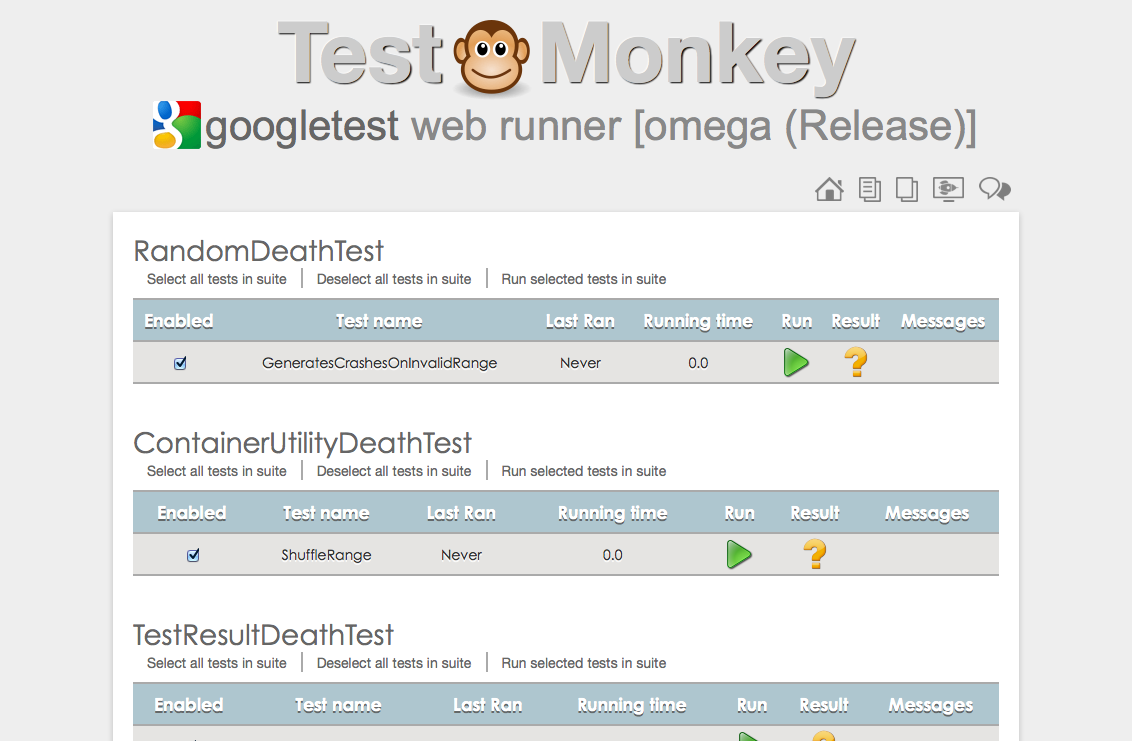 Test Monkey
googletest web runner [omega (Release)]
RandomDeathTest
Select all tests in suite | Deselect all tests in suite | Run selected tests in suite
Enabled Test name Last Ran Running time Run Result Messages
GeneratesCrashesOnInvalidRange Never 0.0
ContainerUtilityDeathTest
Select all tests in suite | Deselect all tests in suite | Run selected tests in suite
Enabled Test name Last Ran Running time Run Result Messages
ShuffleRange Never 0.0
TestResultDeathTest
Select all tests in suite | Deselect all tests in suite | Run selected tests in suite
Enabled Test name Last Ran Running time Run Result Messages